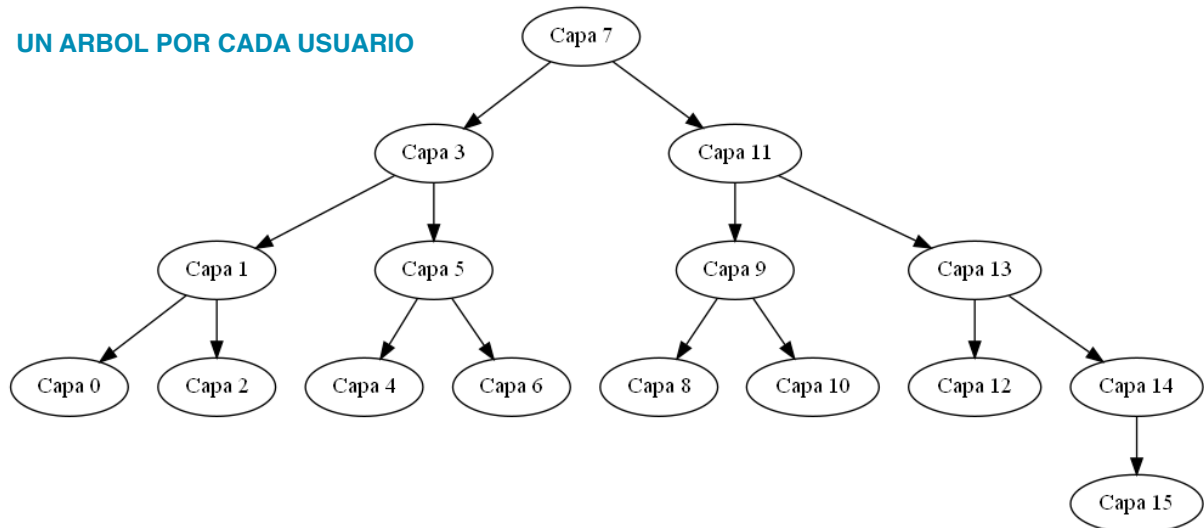 UN ARBOL POR CADA USUARIO
Capa 7
Capa 3
Capa 11
Capa 1
Capa 5
Capa 9
Capa 13
Capa 0
Capa 2
Capa 4
Capa 6
Capa 8
Capa 10
Capa 12
Capa 14
Capa 15